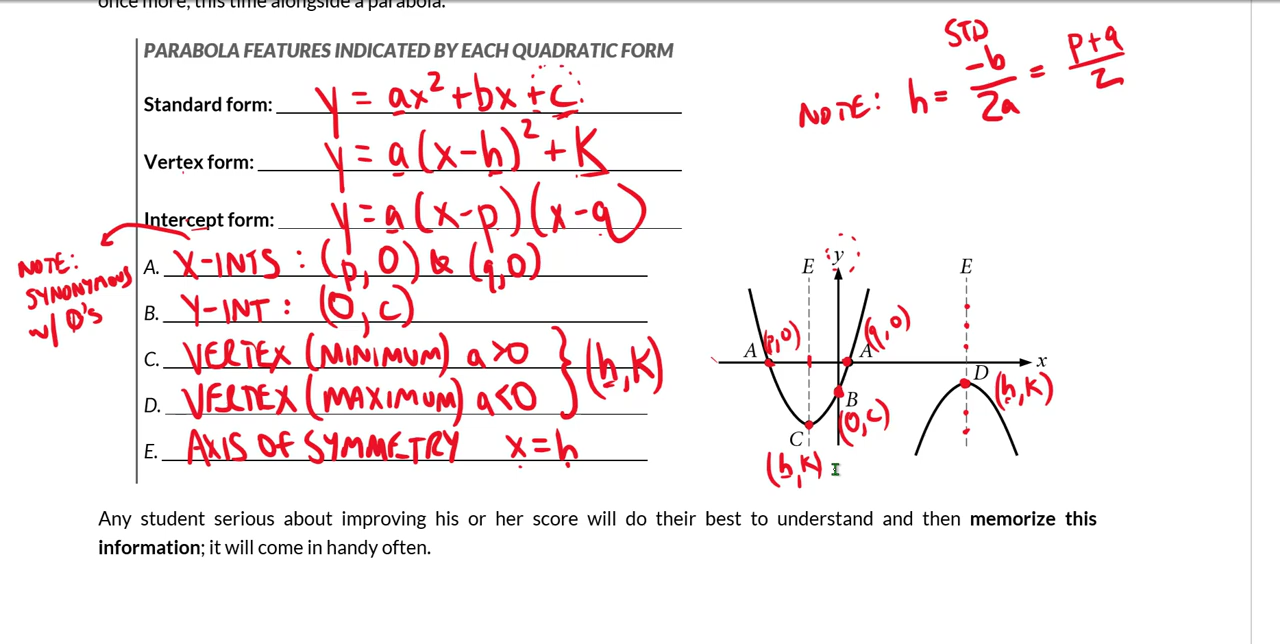 once more, this time alongside a parabola.
PARABOLA FEATURES INDICATED BY EACH QUADRATIC FORM
Standard form: y = ax² + bx + c
Vertex form: y = a(x-h)² + K
Intercept form: y = a(x-p)(x-q)
A. X-INTS : (p,0) & (q,0)
B. Y-INT : (0,c)
C. VERTEX (MINIMUM) a>0
D. VERTEX (MAXIMUM) a<0
} (h,K)
E. AXIS OF SYMMETRY x=h
NOTE:
SYNONYMOUS
w/ 0's
STD
NOTE: h = -b/2a = p+q/2
E y E
(p,0) (q,0)
A A x
D (h,K)
B
(0,c)
C
(h,K)
Any student serious about improving his or her score will do their best to understand and then memorize this
information; it will come in handy often.